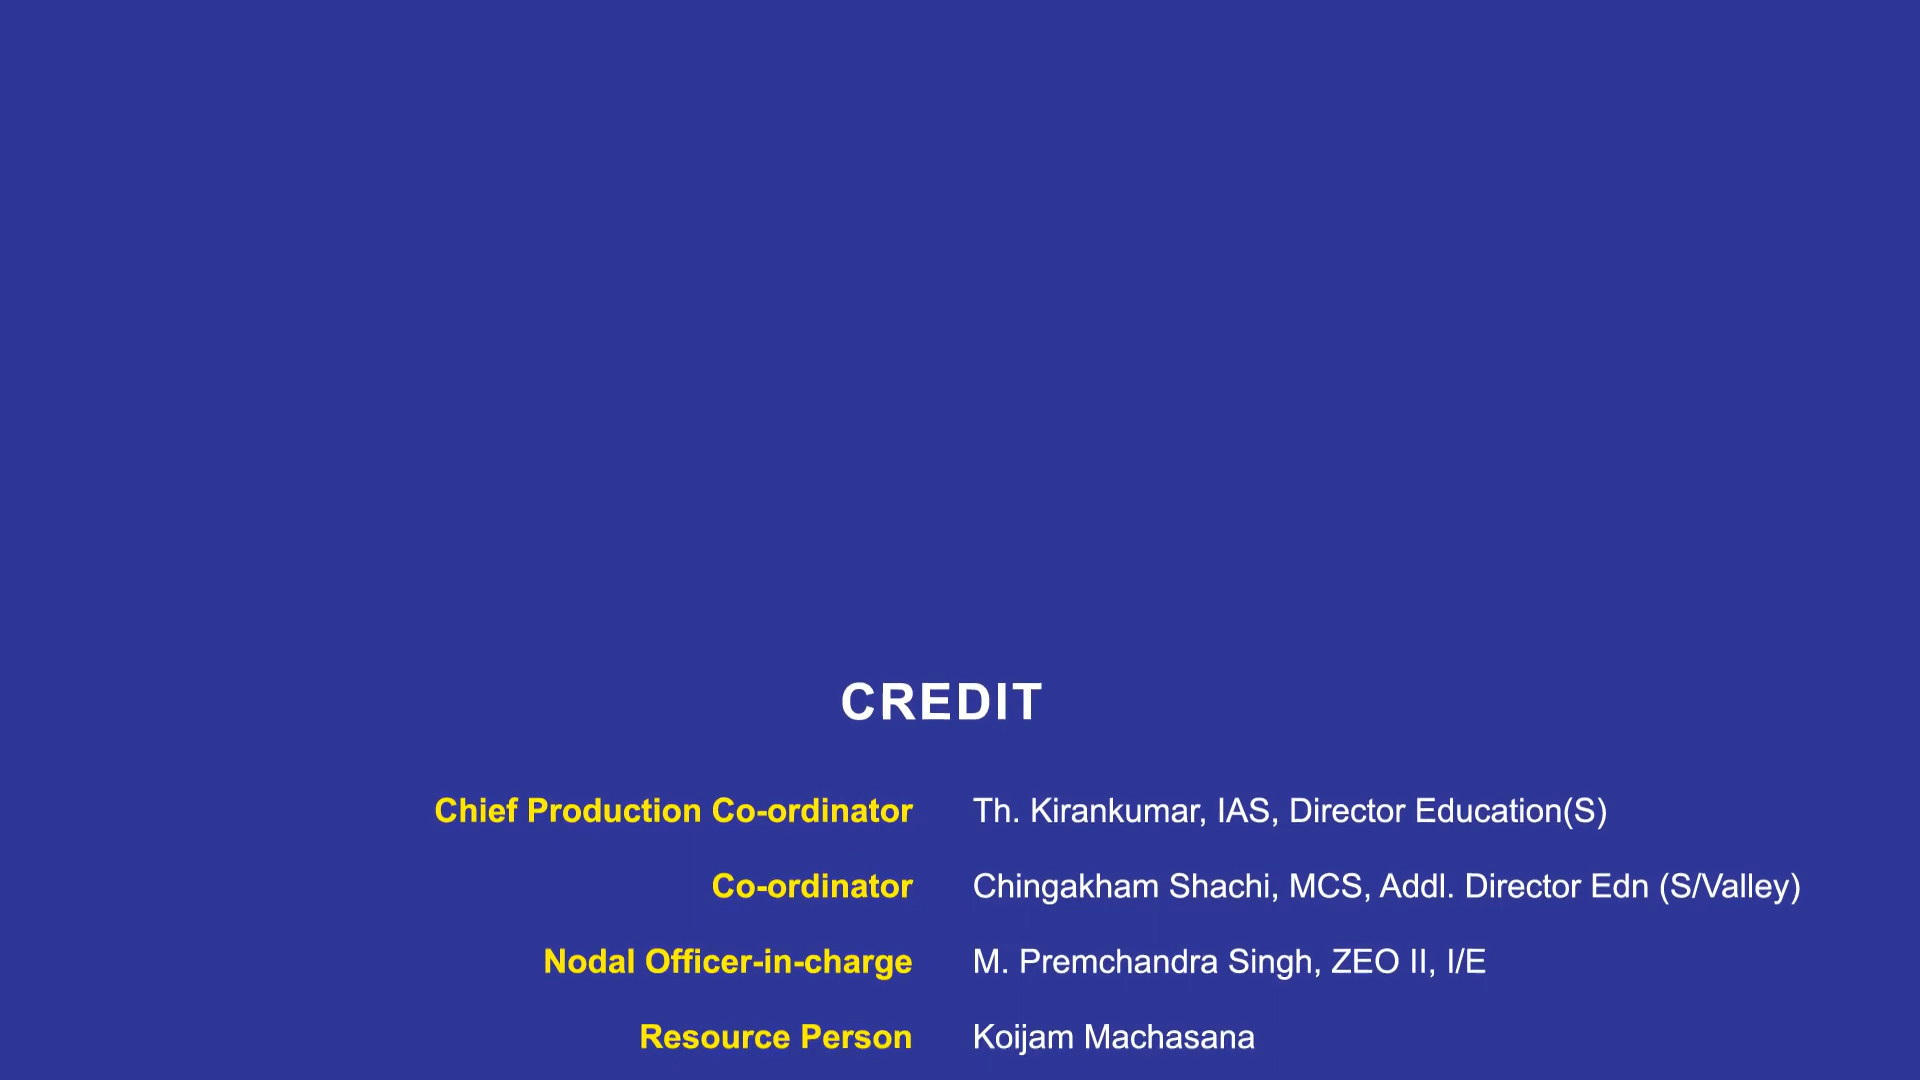 CREDIT
Chief Production Co-ordinator Th. Kirankumar, IAS, Director Education(S)
Co-ordinator Chingakham Shachi, MCS, Addl. Director Edn (S/Valley)
Nodal Officer-in-charge M. Premchandra Singh, ZEO II, I/E
Resource Person Koijam Machasana